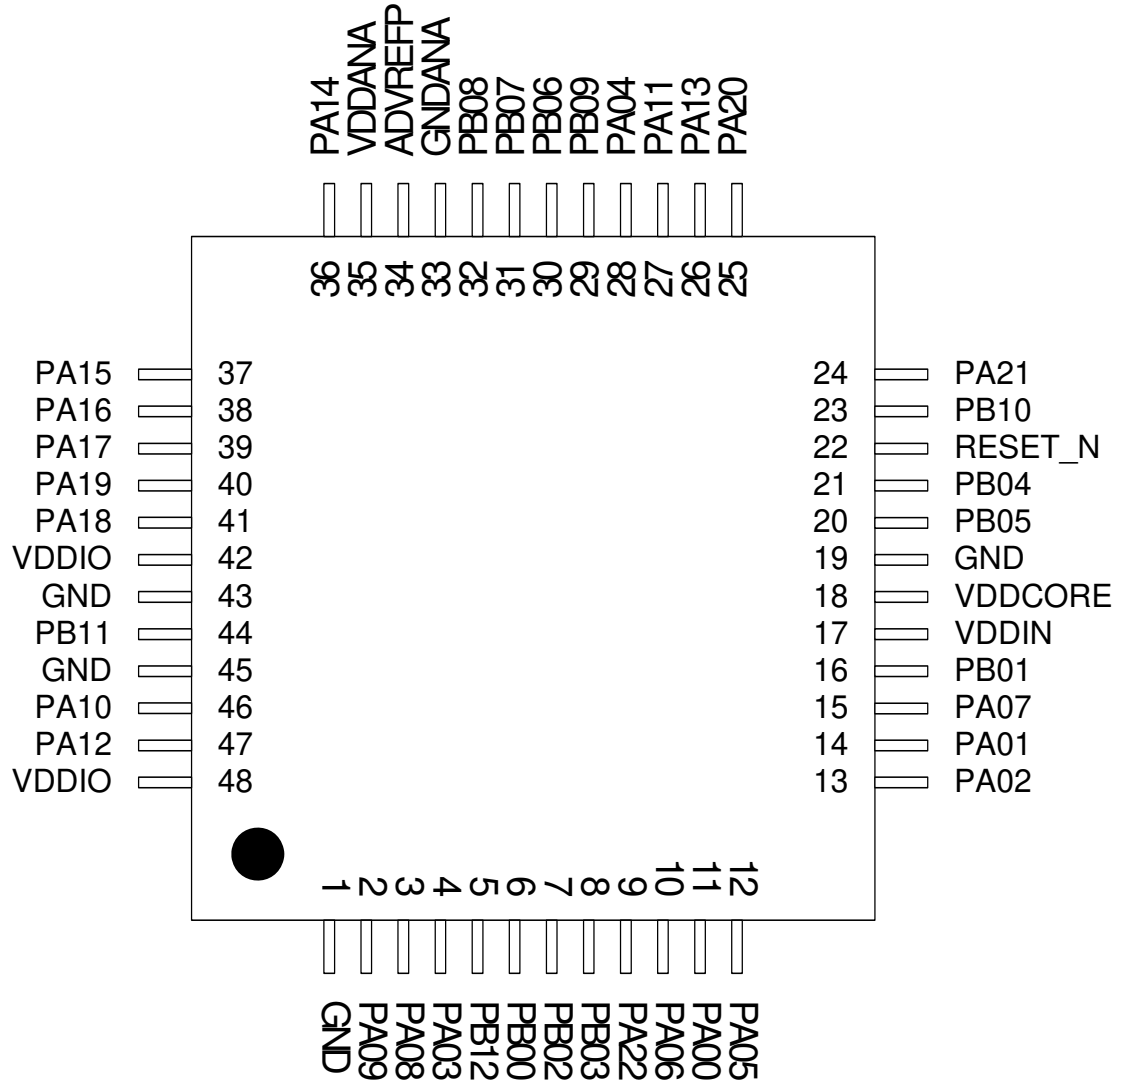 PA14 VDDANA ADVREFP GNDANA PB08 PB07 PB06 PB09 PA04 PA11 PA13 PA20
36 35 34 33 32 31 30 29 28 27 26 25
PA15 37 24 PA21
PA16 38 23 PB10
PA17 39 22 RESET_N
PA19 40 21 PB04
PA18 41 20 PB05
VDDIO 42 19 GND
GND 43 18 VDDCORE
PB11 44 17 VDDIN
GND 45 16 PB01
PA10 46 15 PA07
PA12 47 14 PA01
VDDIO 48 13 PA02
1 2 3 4 5 6 7 8 9 10 11 12
GND PA09 PA08 PA03 PB12 PB00 PB02 PB03 PA22 PA06 PA00 PA05